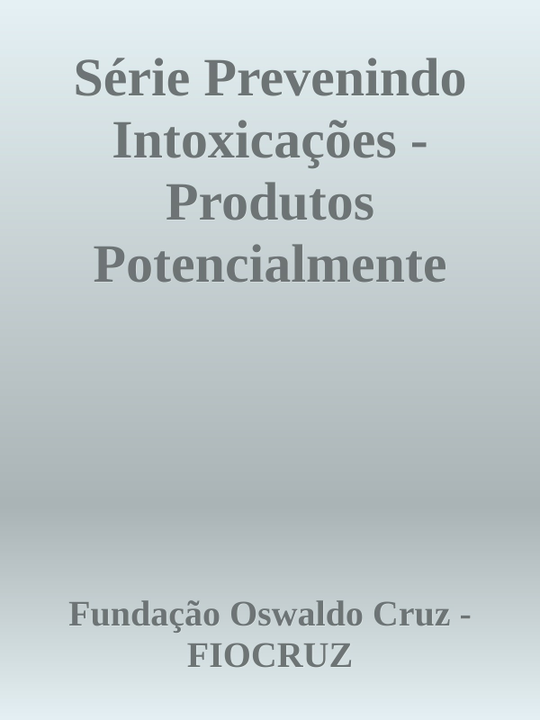 Série Prevenindo
Intoxicações -
Produtos
Potencialmente
Fundação Oswaldo Cruz -
FIOCRUZ